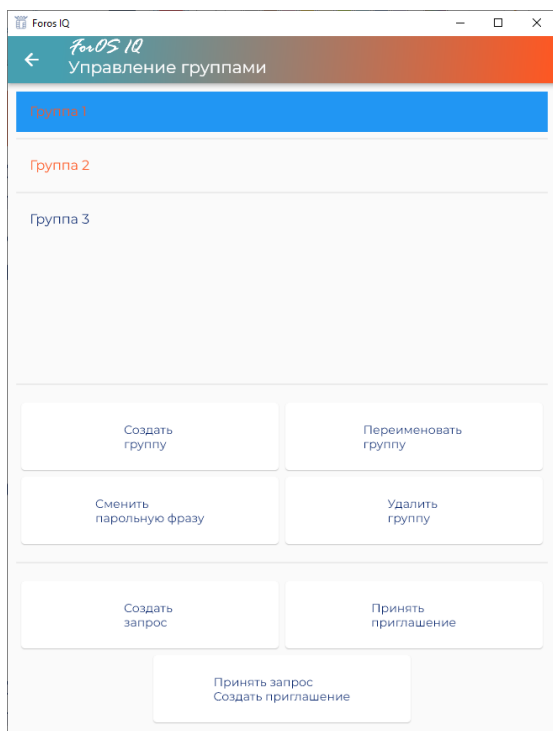 Foros IQ
ForOS IQ
Управление группами
Группа 1
Группа 2
Группа 3
Создать
группу
Переименовать
группу
Сменить
парольную фразу
Удалить
группу
Создать
запрос
Принять
приглашение
Принять запрос
Создать приглашение